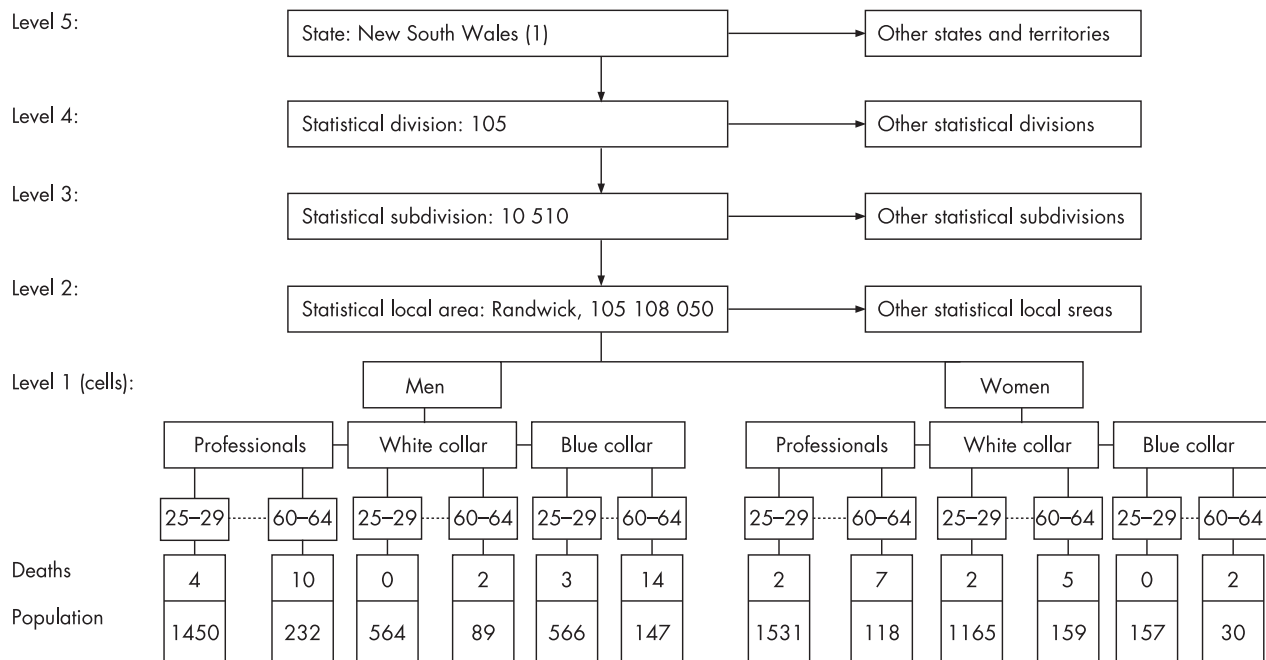 Level 5:
State: New South Wales (1)
Other states and territories
Level 4:
Statistical division: 105
Other statistical divisions
Level 3:
Statistical subdivision: 10 510
Other statistical subdivisions
Level 2:
Statistical local area: Randwick, 105 108 050
Other statistical local sreas
Level 1 (cells):
Men
Women
Professionals
White collar
Blue collar
Professionals
White collar
Blue collar
25–29
60–64
25–29
60–64
25–29
60–64
25–29
60–64
25–29
60–64
25–29
60–64
Deaths
4
10
0
2
3
14
2
7
2
5
0
2
Population
1450
232
564
89
566
147
1531
118
1165
159
157
30